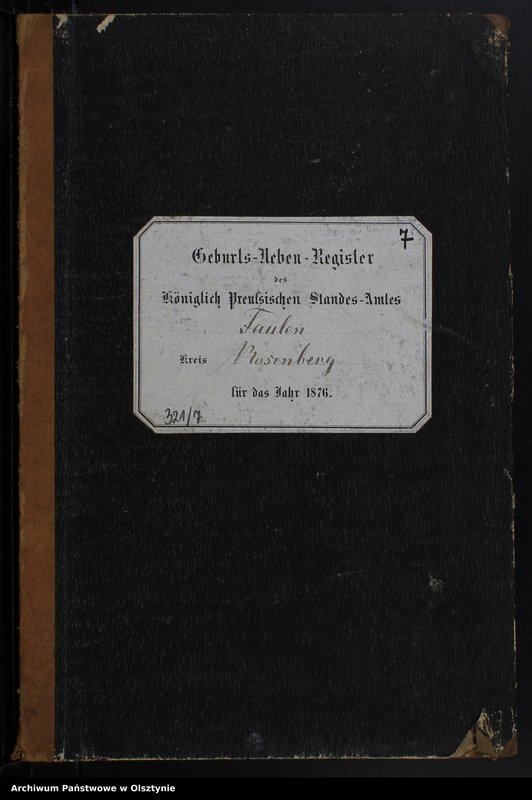 7
Geburts-Neben-Register
des
Königlich Preußsischen Standes-Amtes
Faulen
Kreis Rosenberg
für das Jahr 1876.
321/7
Archiwum Państwowe w Olsztynie